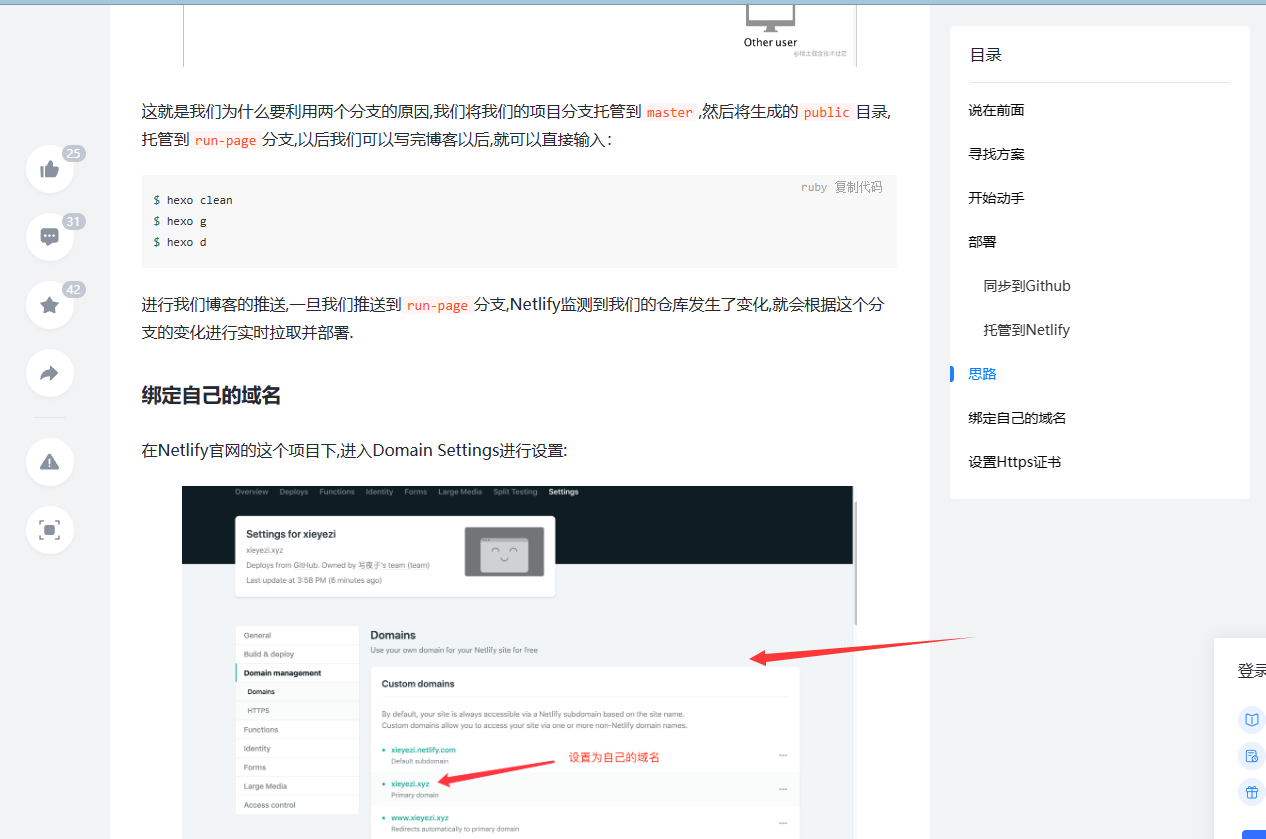 Other user
@稀土掘金技术社区
这就是我们为什么要利用两个分支的原因,我们将我们的项目分支托管到 master ,然后将生成的 public 目录,
托管到 run-page 分支,以后我们可以写完博客以后,就可以直接输入：
ruby 复制代码
$ hexo clean
$ hexo g
$ hexo d
进行我们博客的推送,一旦我们推送到 run-page 分支,Netlify监测到我们的仓库发生了变化,就会根据这个分
支的变化进行实时拉取并部署.
绑定自己的域名
在Netlify官网的这个项目下,进入Domain Settings进行设置:
Overview Deploys Functions Identity Forms Large Media Split Testing Settings
Settings for xieyezi
xieyezi.xyz
Deploys from GitHub. Owned by 写夜子's team (team)
Last update at 3:58 PM (6 minutes ago)
General
Build & deploy
Domain management
Domains
HTTPS
Functions
Identity
Forms
Large Media
Access control
Domains
Use your own domain for your Netlify site for free
Custom domains
By default, your site is always accessible via a Netlify subdomain based on the site name.
Custom domains allow you to access your site via one or more non-Netlify domain names.
xieyezi.netlify.com
Default subdomain
设置为自己的域名
xieyezi.xyz
Primary domain
www.xieyezi.xyz
Redirects automatically to primary domain
25
31
42
目录
说在前面
寻找方案
开始动手
部署
同步到Github
托管到Netlify
思路
绑定自己的域名
设置Https证书
登录